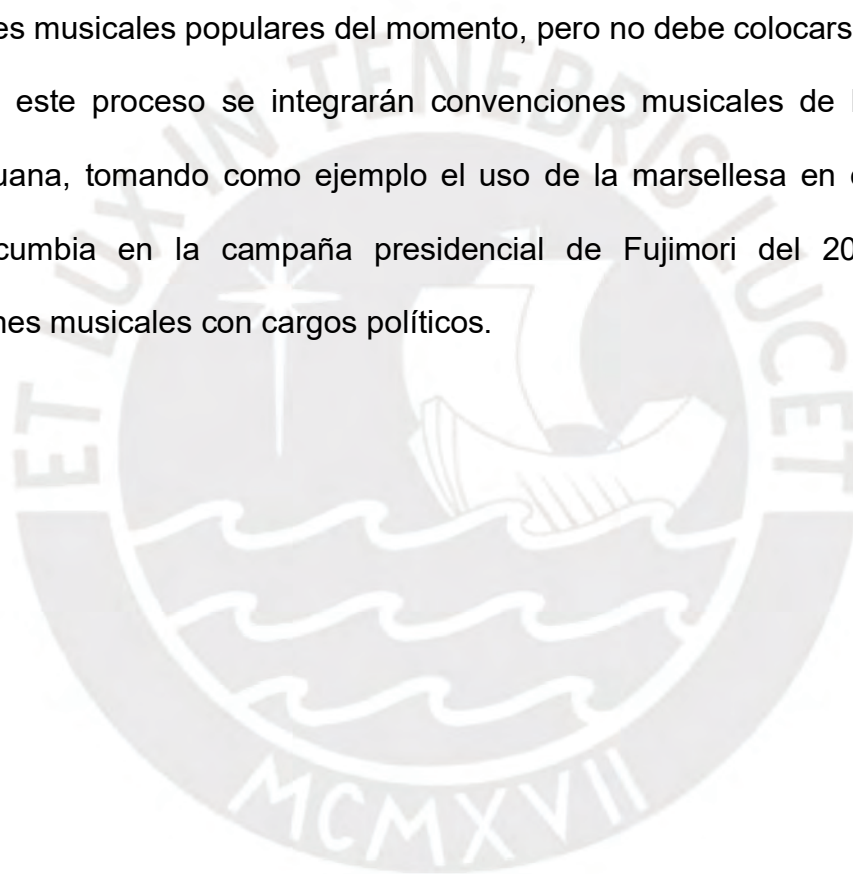 es musicales populares del momento, pero no debe colocars
este proceso se integrarán convenciones musicales de
uana, tomando como ejemplo el uso de la marsellesa en
cumbia en la campaña presidencial de Fujimori del 20
nes musicales con cargos políticos.
ET LUX IN TENEBRIS LUCET
MCMXVII